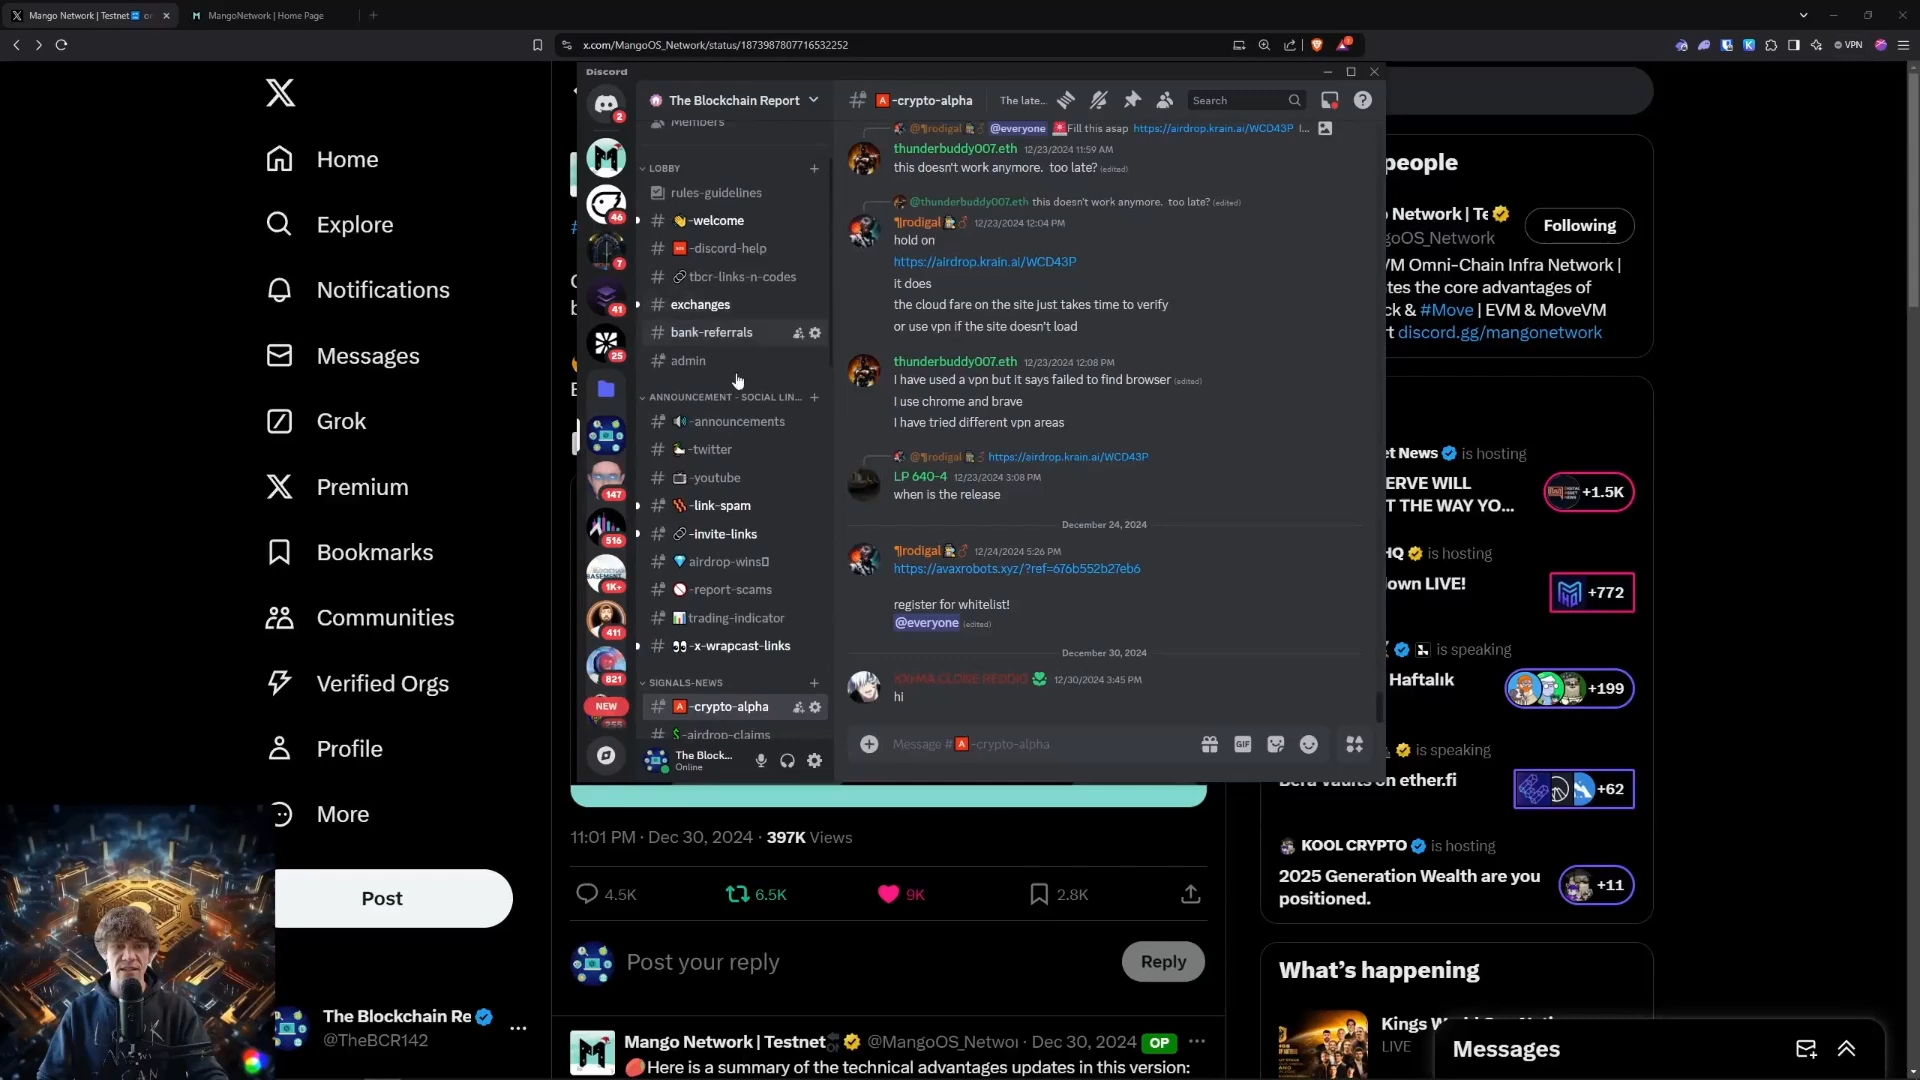 Mango Network | Testnet
MangoNetwork | Home Page
x.com/MangoOS_Network/status/1873987807716532252
VPN
Home
Explore
Notifications
Messages
Grok
Premium
Bookmarks
Communities
Verified Orgs
Profile
More
Post
The Blockchain Re
@TheBCR142
Discord
2
46
7
41
25
147
516
1K+
411
821
NEW
The Blockchain Report
Members
LOBBY
rules-guidelines
-welcome
-discord-help
tbcr-links-n-codes
exchanges
bank-referrals
admin
ANNOUNCEMENT - SOCIAL LIN...
-announcements
-twitter
-youtube
-link-spam
-invite-links
airdrop-wins
-report-scams
trading-indicator
-x-wrapcast-links
SIGNALS-NEWS
-crypto-alpha
-airdrop-claims
The Block...
Online
-crypto-alpha
The late...
Search
@¶rodigal @everyone Fill this asap https://airdrop.krain.ai/WCD43P
thunderbuddy007.eth 12/23/2024 11:59 AM
this doesn't work anymore. too late? (edited)
@thunderbuddy007.eth this doesn't work anymore. too late? (edited)
¶rodigal 12/23/2024 12:04 PM
hold on
https://airdrop.krain.ai/WCD43P
it does
the cloud fare on the site just takes time to verify
or use vpn if the site doesn't load
thunderbuddy007.eth 12/23/2024 12:08 PM
I have used a vpn but it says failed to find browser (edited)
I use chrome and brave
I have tried different vpn areas
@¶rodigal https://airdrop.krain.ai/WCD43P
LP 640-4 12/23/2024 3:08 PM
when is the release
December 24, 2024
¶rodigal 12/24/2024 5:26 PM
https://avaxrobots.xyz/?ref=676b552b27eb6
register for whitelist!
@everyone (edited)
December 30, 2024
12/30/2024 3:45 PM
hi
Message # A -crypto-alpha
GIF
11:01 PM · Dec 30, 2024 · 397K Views
4.5K
6.5K
9K
2.8K
Post your reply
Reply
Mango Network | Testnet @MangoOS_Networ · Dec 30, 2024 OP
Here is a summary of the technical advantages updates in this version:
people
Network | Te
goOS_Network
Following
VM Omni-Chain Infra Network |
tes the core advantages of
ck & #Move | EVM & MoveVM
rt discord.gg/mangonetwork
et News is hosting
ERVE WILL
T THE WAY YO...
+1.5K
HQ is hosting
down LIVE!
+772
is speaking
Haftalık
+199
is speaking
Bera Vaults on ether.fi
+62
KOOL CRYPTO is hosting
2025 Generation Wealth are you
positioned.
+11
What's happening
LIVE
Messages